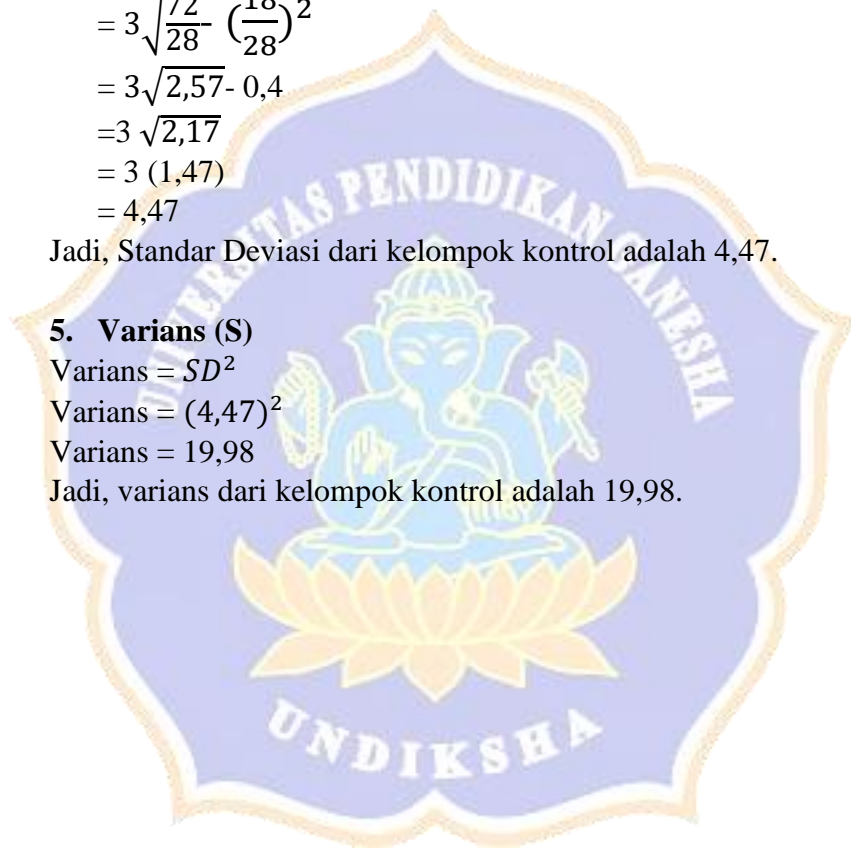 = 3√72/28 - (18/28)²
= 3√2,57- 0,4
=3 √2,17
= 3 (1,47)
= 4,47
Jadi, Standar Deviasi dari kelompok kontrol adalah 4,47.
5. Varians (S)
Varians = SD²
Varians = (4,47)²
Varians = 19,98
Jadi, varians dari kelompok kontrol adalah 19,98.
UNIVERSITAS PENDIDIKAN GANESHA
UNDIKSHA